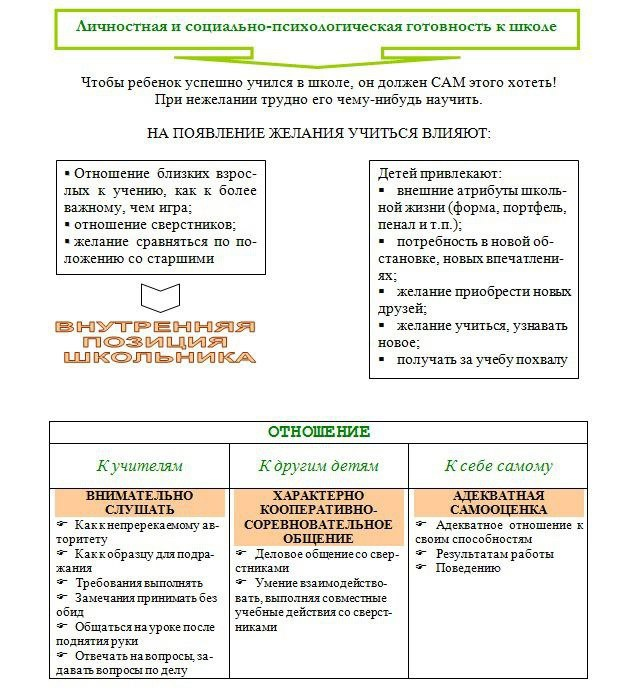 Личностная и социально-психологическая готовность к школе
Чтобы ребенок успешно учился в школе, он должен САМ этого хотеть!
При нежелании трудно его чему-нибудь научить.
НА ПОЯВЛЕНИЕ ЖЕЛАНИЯ УЧИТЬСЯ ВЛИЯЮТ:
▪ Отношение близких взрос-
лых к учению, как к более
важному, чем игра;
▪ отношение сверстников;
▪ желание сравняться по по-
ложению со старшими
ВНУТРЕННЯЯ
ПОЗИЦИЯ
ШКОЛЬНИКА
Детей привлекают:
▪ внешние атрибуты школь-
ной жизни (форма, портфель,
пенал и т.п.);
▪ потребность в новой об-
становке, новых впечатлени-
ях;
▪ желание приобрести новых
друзей;
▪ желание учиться, узнавать
новое;
▪ получать за учебу похвалу
ОТНОШЕНИЕ
К учителям
К другим детям
К себе самому
ВНИМАТЕЛЬНО
СЛУШАТЬ
☞ Как к непререкаемому ав-
торитету
☞ Как к образцу для подра-
жания
☞ Требования выполнять
☞ Замечания принимать без
обид
☞ Общаться на уроке после
поднятия руки
☞ Отвечать на вопросы, за-
давать вопросы по делу
ХАРАКТЕРНО
КООПЕРАТИВНО-
СОРЕВНОВАТЕЛЬНОЕ
ОБЩЕНИЕ
☞ Деловое общение со свер-
стниками
☞ Умение взаимодейство-
вать, выполняя совместные
учебные действия со сверст-
никами
АДЕКВАТНАЯ
САМООЦЕНКА
☞ Адекватное отношение к
своим способностям
☞ Результатам работы
☞ Поведению